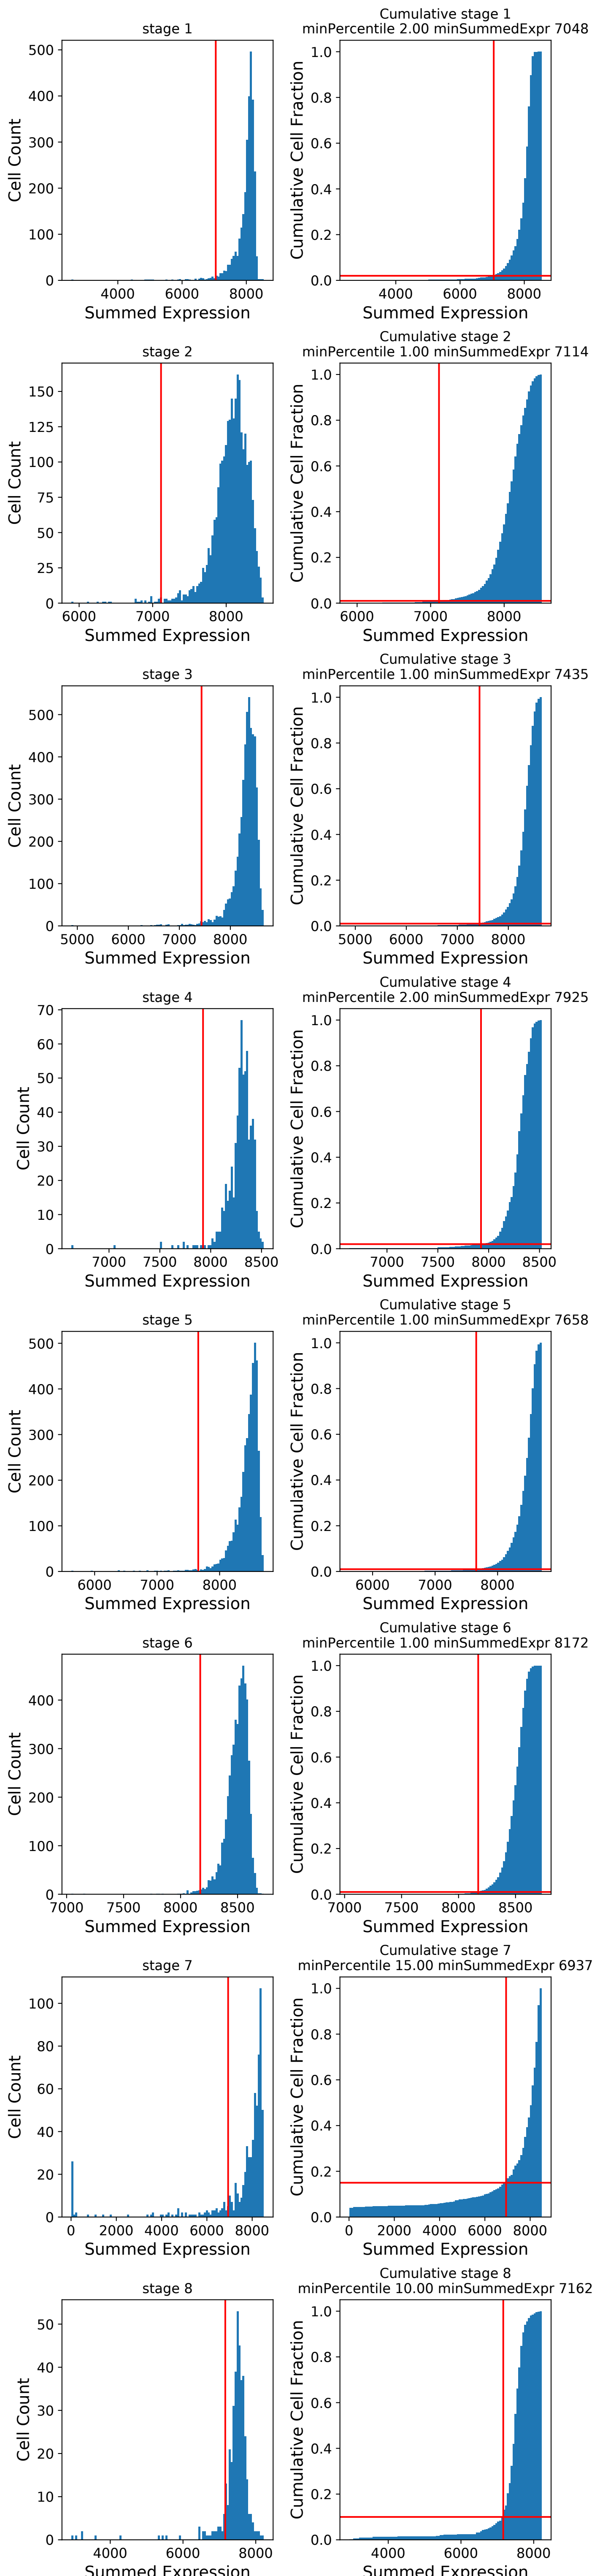 stage 1
Cumulative stage 1
minPercentile 2.00 minSummedExpr 7048
Cell Count
500
400
300
200
100
0
4000 6000 8000
Summed Expression
Cumulative Cell Fraction
1.0
0.8
0.6
0.4
0.2
0.0
4000 6000 8000
Summed Expression
stage 2
Cumulative stage 2
minPercentile 1.00 minSummedExpr 7114
Cell Count
150
125
100
75
50
25
0
6000 7000 8000
Summed Expression
Cumulative Cell Fraction
1.0
0.8
0.6
0.4
0.2
0.0
6000 7000 8000
Summed Expression
stage 3
Cumulative stage 3
minPercentile 1.00 minSummedExpr 7435
Cell Count
500
400
300
200
100
0
5000 6000 7000 8000
Summed Expression
Cumulative Cell Fraction
1.0
0.8
0.6
0.4
0.2
0.0
5000 6000 7000 8000
Summed Expression
stage 4
Cumulative stage 4
minPercentile 2.00 minSummedExpr 7925
Cell Count
70
60
50
40
30
20
10
0
7000 7500 8000 8500
Summed Expression
Cumulative Cell Fraction
1.0
0.8
0.6
0.4
0.2
0.0
7000 7500 8000 8500
Summed Expression
stage 5
Cumulative stage 5
minPercentile 1.00 minSummedExpr 7658
Cell Count
500
400
300
200
100
0
6000 7000 8000
Summed Expression
Cumulative Cell Fraction
1.0
0.8
0.6
0.4
0.2
0.0
6000 7000 8000
Summed Expression
stage 6
Cumulative stage 6
minPercentile 1.00 minSummedExpr 8172
Cell Count
400
300
200
100
0
7000 7500 8000 8500
Summed Expression
Cumulative Cell Fraction
1.0
0.8
0.6
0.4
0.2
0.0
7000 7500 8000 8500
Summed Expression
stage 7
Cumulative stage 7
minPercentile 15.00 minSummedExpr 6937
Cell Count
100
80
60
40
20
0
0 2000 4000 6000 8000
Summed Expression
Cumulative Cell Fraction
1.0
0.8
0.6
0.4
0.2
0.0
0 2000 4000 6000 8000
Summed Expression
stage 8
Cumulative stage 8
minPercentile 10.00 minSummedExpr 7162
Cell Count
50
40
30
20
10
0
4000 6000 8000
Summed Expression
Cumulative Cell Fraction
1.0
0.8
0.6
0.4
0.2
0.0
4000 6000 8000
Summed Expression